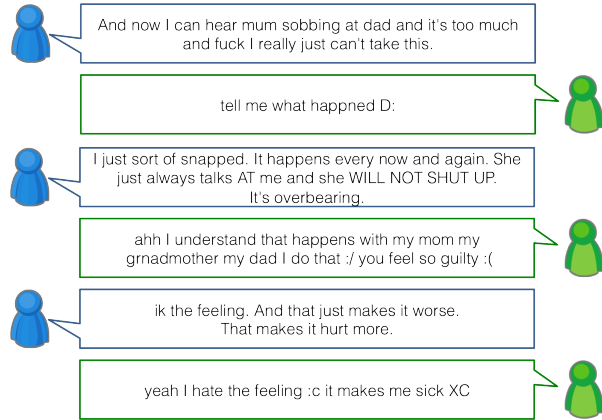 And now I can hear mum sobbing at dad and it's too much
and fuck I really just can't take this.
tell me what happned D:
I just sort of snapped. It happens every now and again. She
just always talks AT me and she WILL NOT SHUT UP.
It's overbearing.
ahh I understand that happens with my mom my
grnadmother my dad I do that :/ you feel so guilty :(
ik the feeling. And that just makes it worse.
That makes it hurt more.
yeah I hate the feeling :c it makes me sick XC